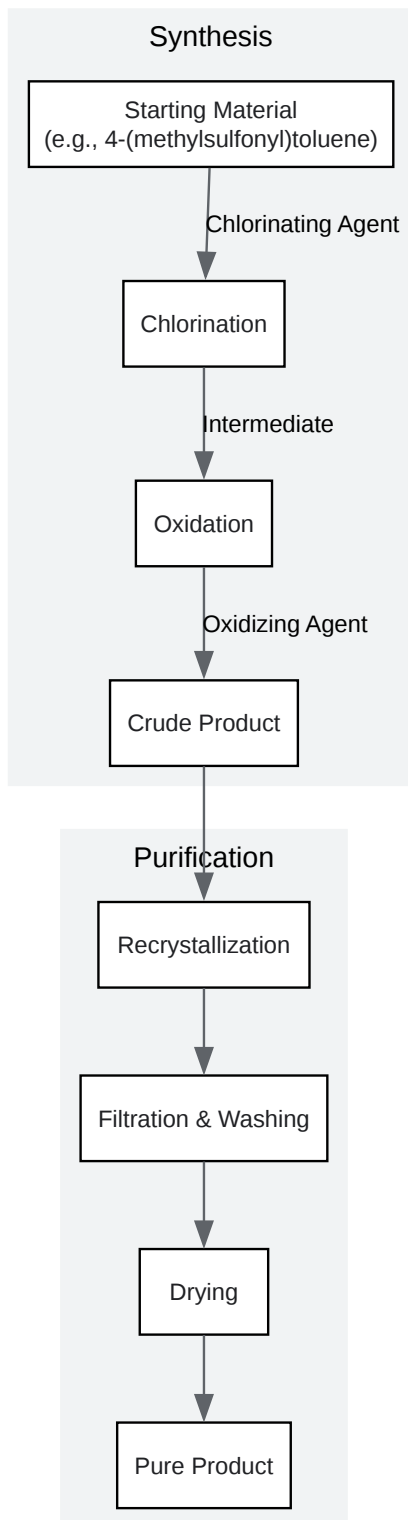 Synthesis
Starting Material
(e.g., 4-(methylsulfonyl)toluene)
Chlorinating Agent
Chlorination
Intermediate
Oxidation
Oxidizing Agent
Crude Product
Purification
Recrystallization
Filtration & Washing
Drying
Pure Product